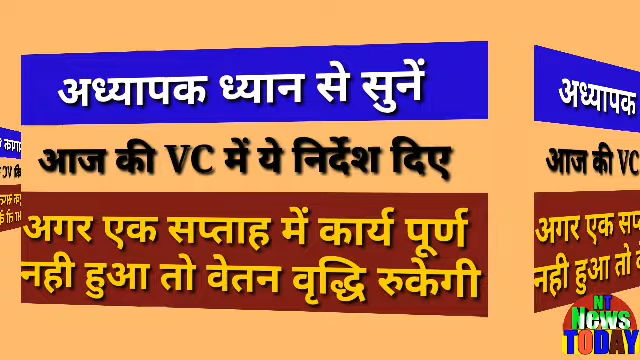 अध्यापक ध्यान से सुनें
आज की VC में ये निर्देश दिए
अगर एक सप्ताह में कार्य पूर्ण
नही हुआ तो वेतन वृद्धि रुकेगी
अध्यापक
आज की VC
अगर एक
नही हुआ तो
NT
News
TODAY